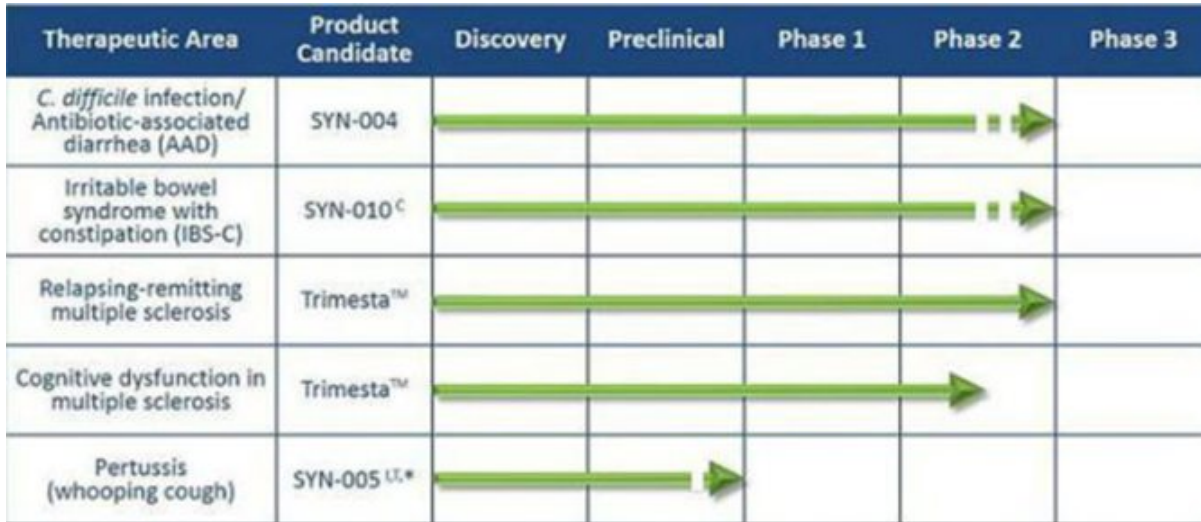 Therapeutic Area
Product
Candidate
Discovery
Preclinical
Phase 1
Phase 2
Phase 3
C. difficile infection/
Antibiotic-associated
diarrhea (AAD)
SYN-004
Irritable bowel
syndrome with
constipation (IBS-C)
SYN-010 C
Relapsing-remitting
multiple sclerosis
Trimesta™
Cognitive dysfunction in
multiple sclerosis
Trimesta™
Pertussis
(whooping cough)
SYN-005 I,T,*